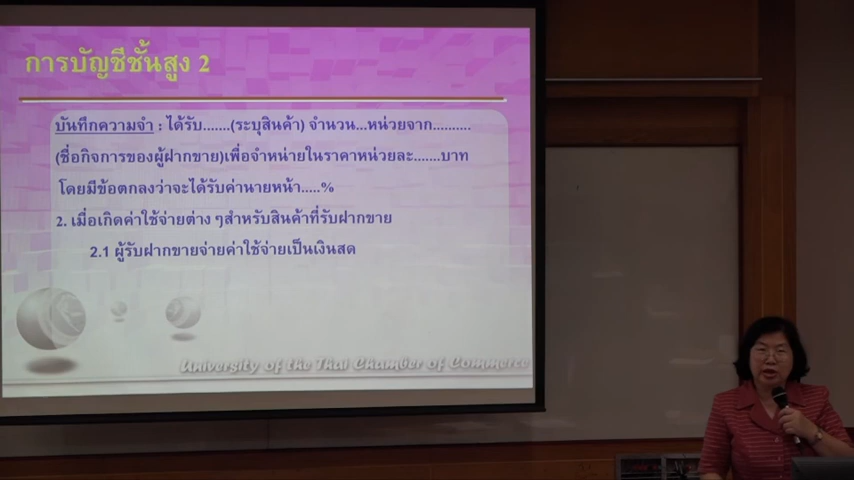 การบัญชีชั้นสูง 2
บันทึกความจำ : ได้รับ.......(ระบุสินค้า) จำนวน...หน่วยจาก..........
(ชื่อกิจการของผู้ฝากขาย)เพื่อจำหน่ายในราคาหน่วยละ.......บาท
โดยมีข้อตกลงว่าจะได้รับค่านายหน้า.....%
2. เมื่อเกิดค่าใช้จ่ายต่าง ๆสำหรับสินค้าที่รับฝากขาย
2.1 ผู้รับฝากขายจ่ายค่าใช้จ่ายเป็นเงินสด
University of the Thai Chamber of Commerce